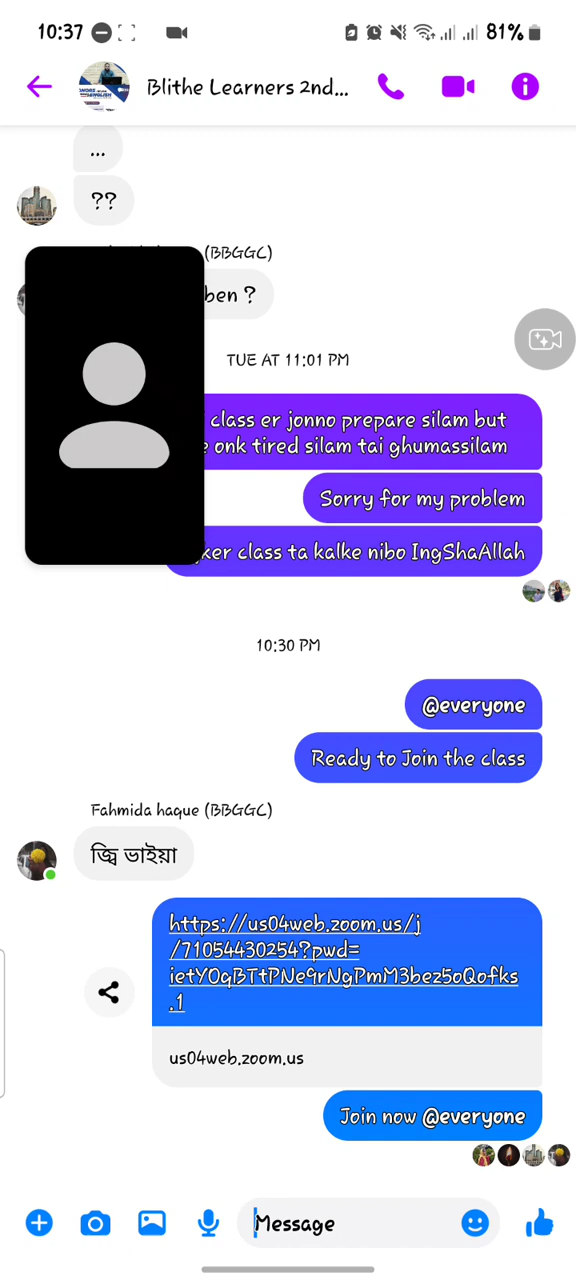 10:37
81%
Blithe Learners 2nd...
...
??
(BBGGC)
ben ?
TUE AT 11:01 PM
class er jonno prepare silam but
onk tired silam tai ghumassilam
Sorry for my problem
ker class ta kalke nibo IngShaAllah
10:30 PM
@everyone
Ready to Join the class
Fahmida haque (BBGGC)
জ্বি ভাইয়া
https://us04web.zoom.us/j
/71054430254?pwd=
ietYOqBTtPNe9rNgPmM3bez5oQofks
.1
us04web.zoom.us
Join now @everyone
Message